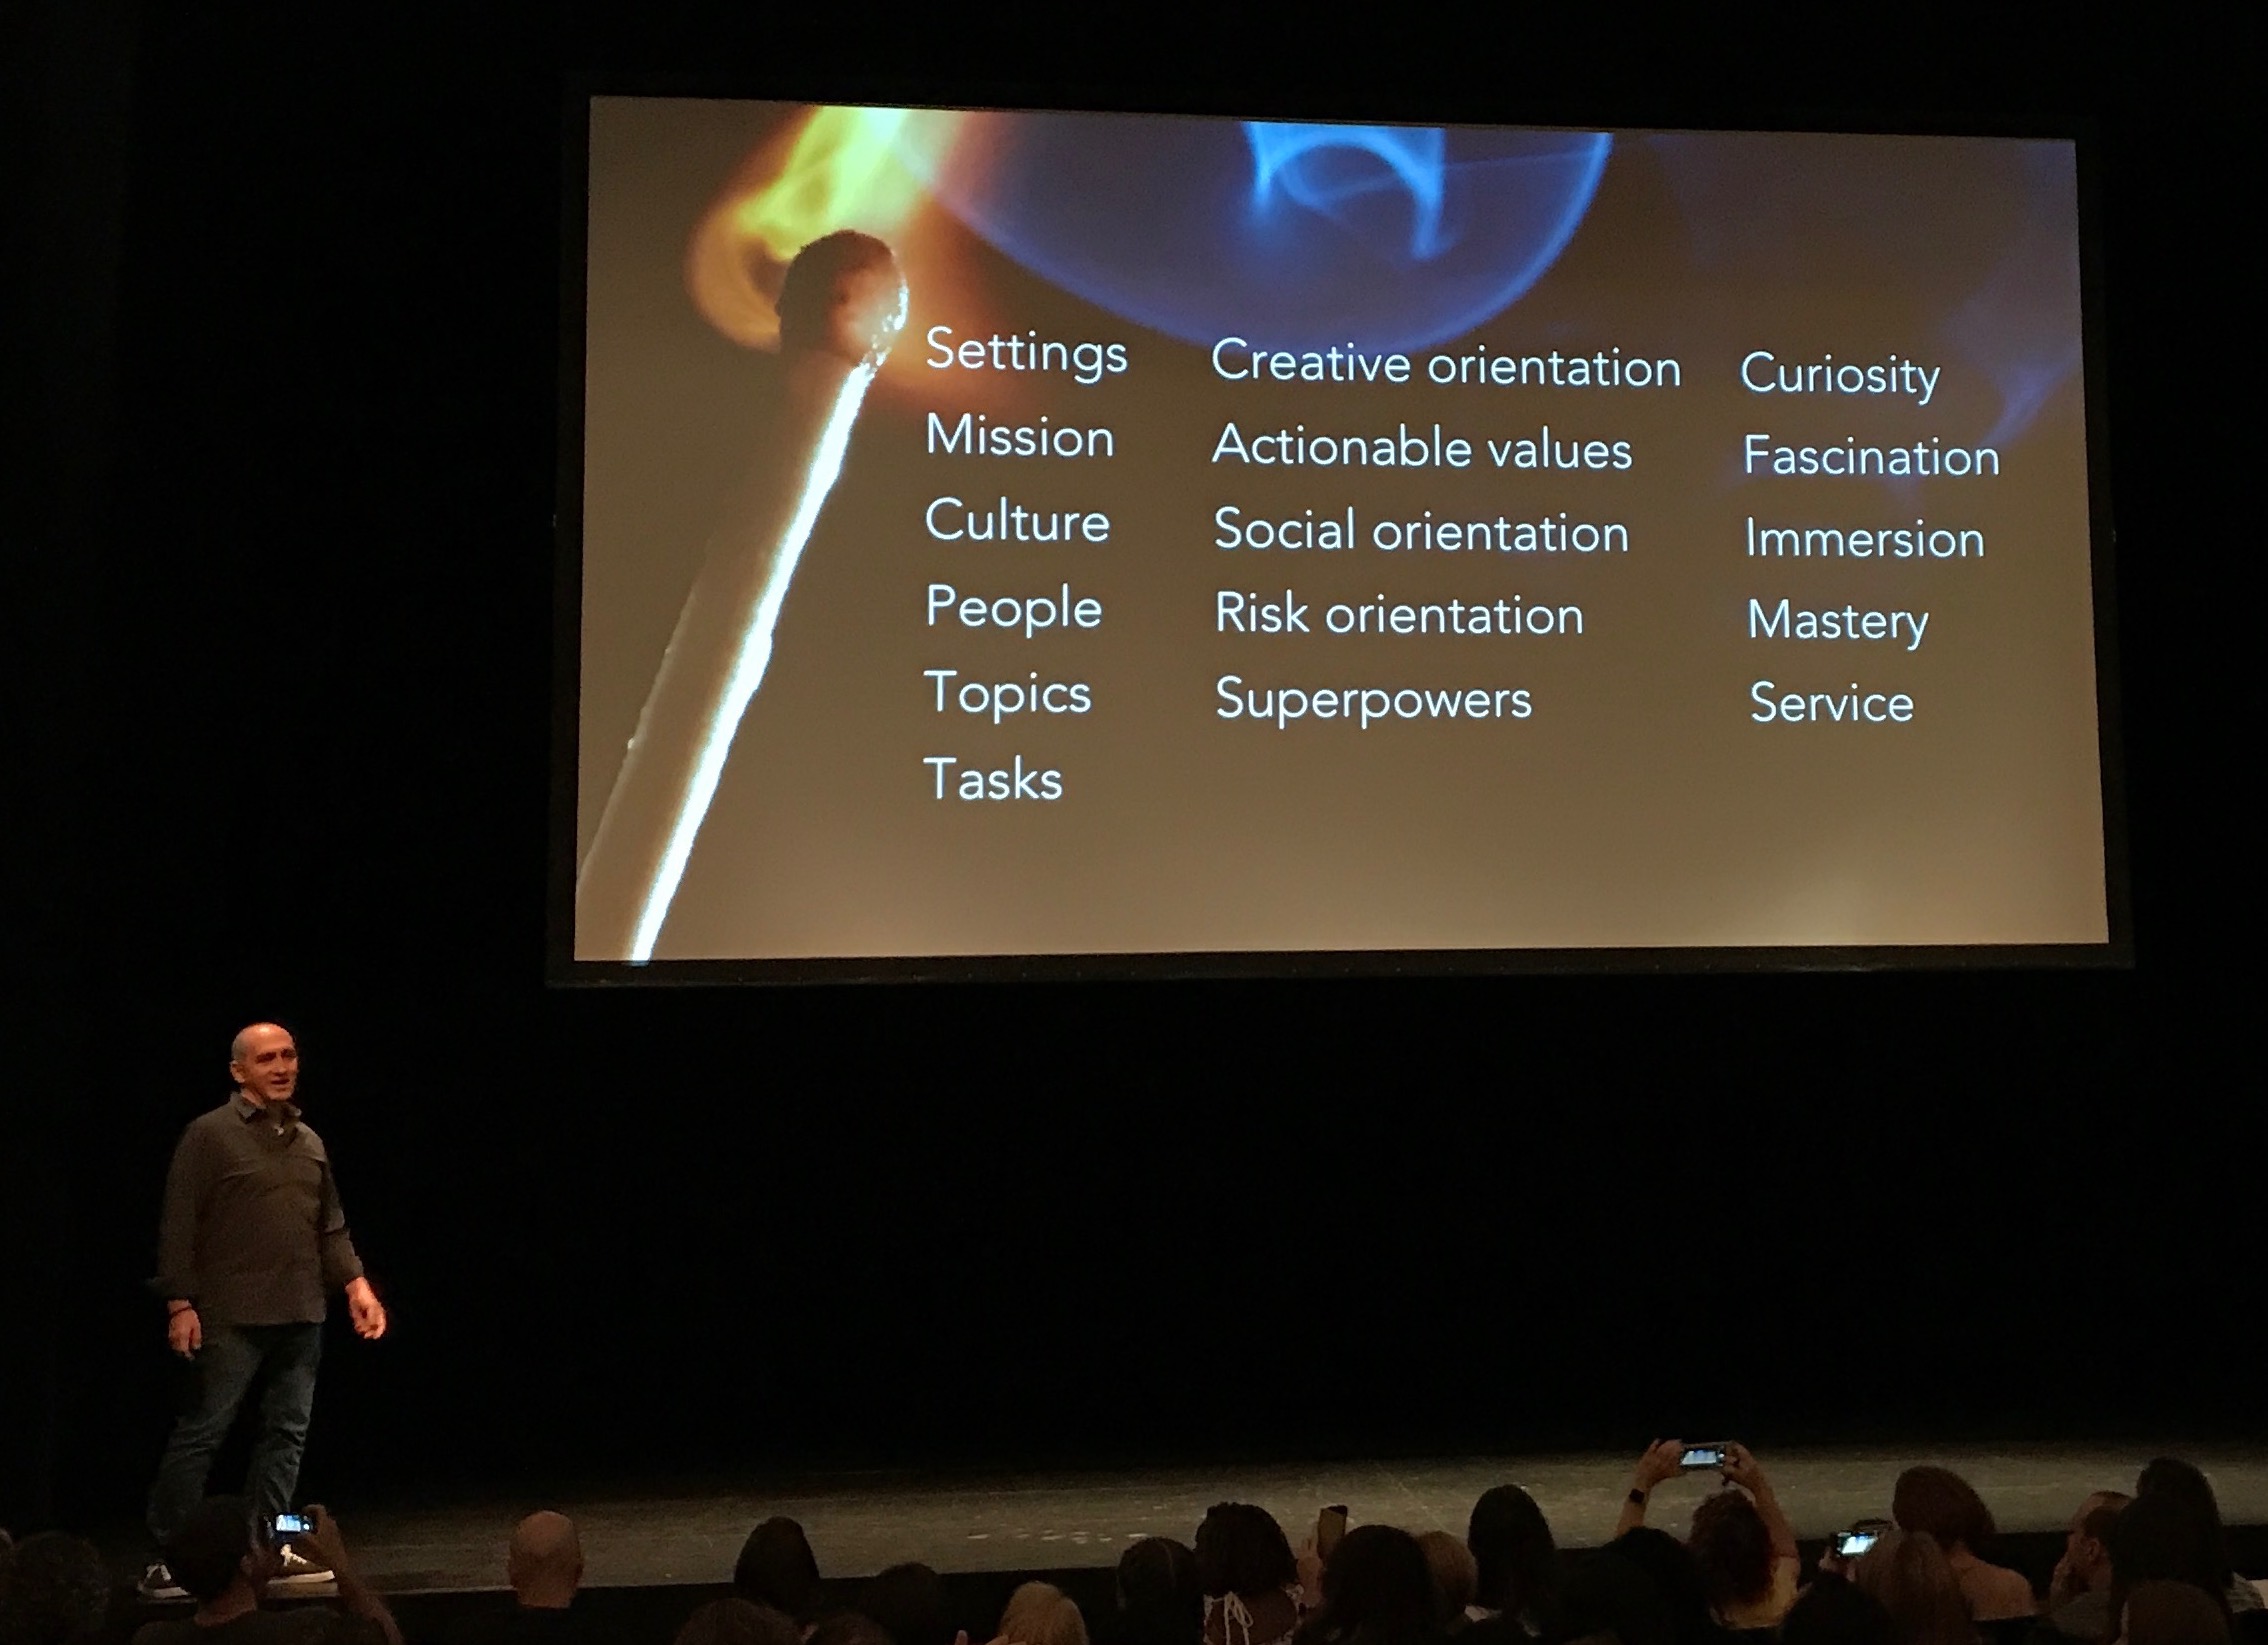 Settings
Mission
Culture
People
Topics
Tasks
Creative orientation
Actionable values
Social orientation
Risk orientation
Superpowers
Curiosity
Fascination
Immersion
Mastery
Service